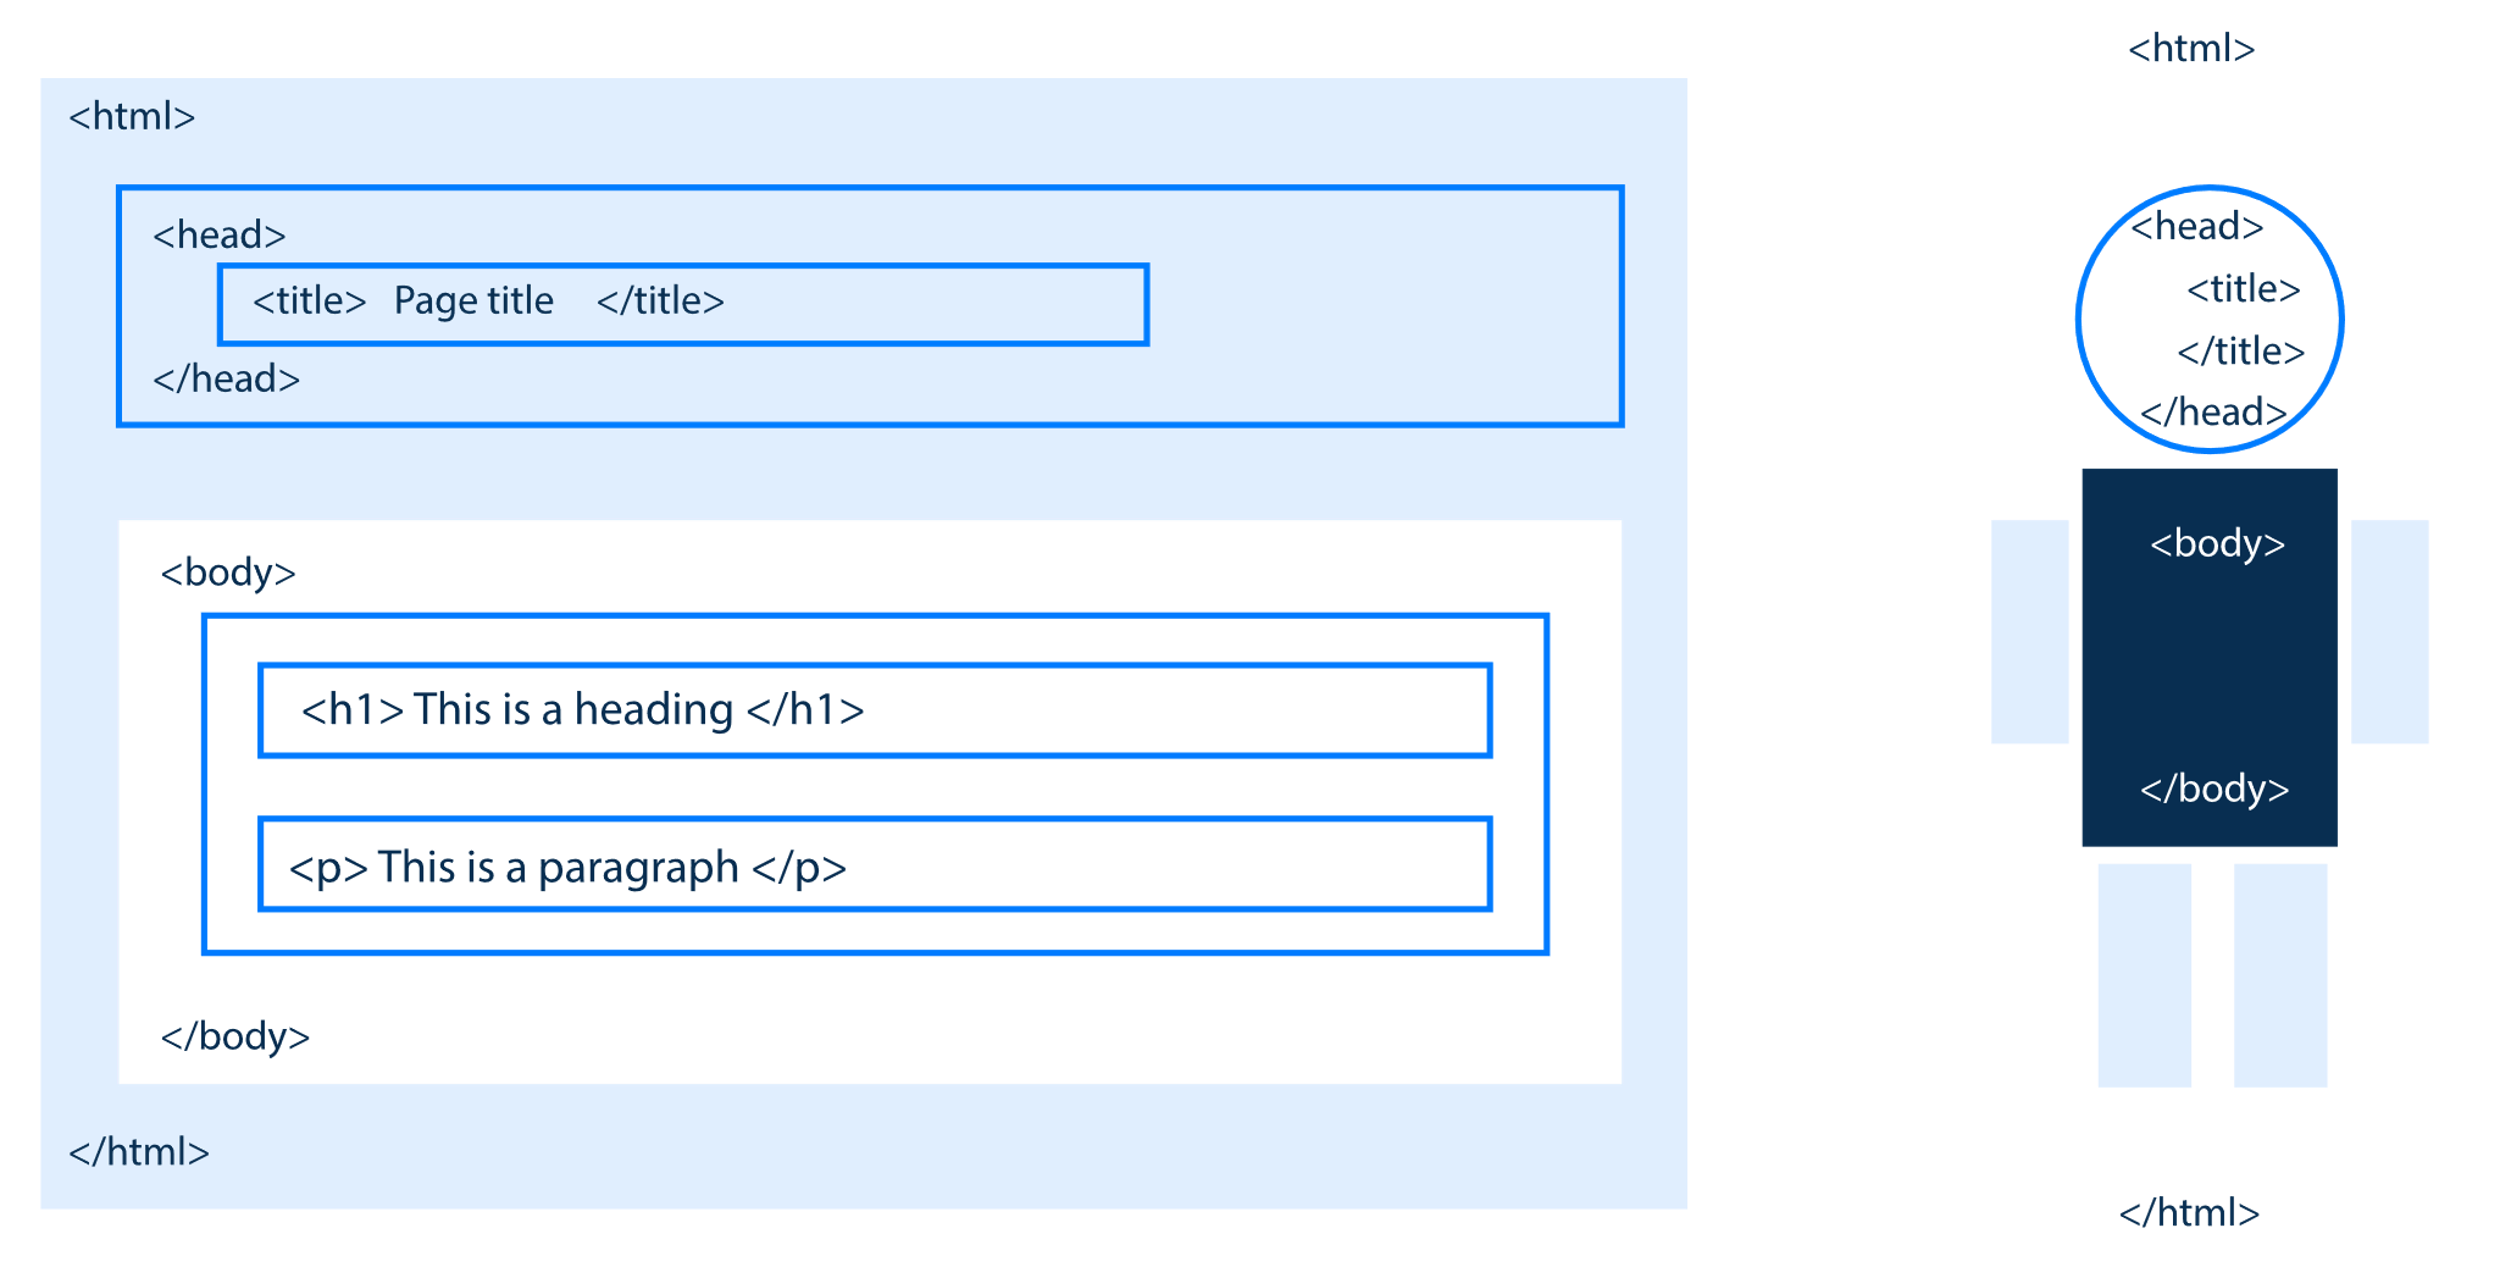 <html>
<head>
<title> Page title </title>
</head>
<body>
<h1> This is a heading </h1>
<p> This is a paragraph </p>
</body>
</html>
<html>
<head>
<title>
</title>
</head>
<body>
</body>
</html>